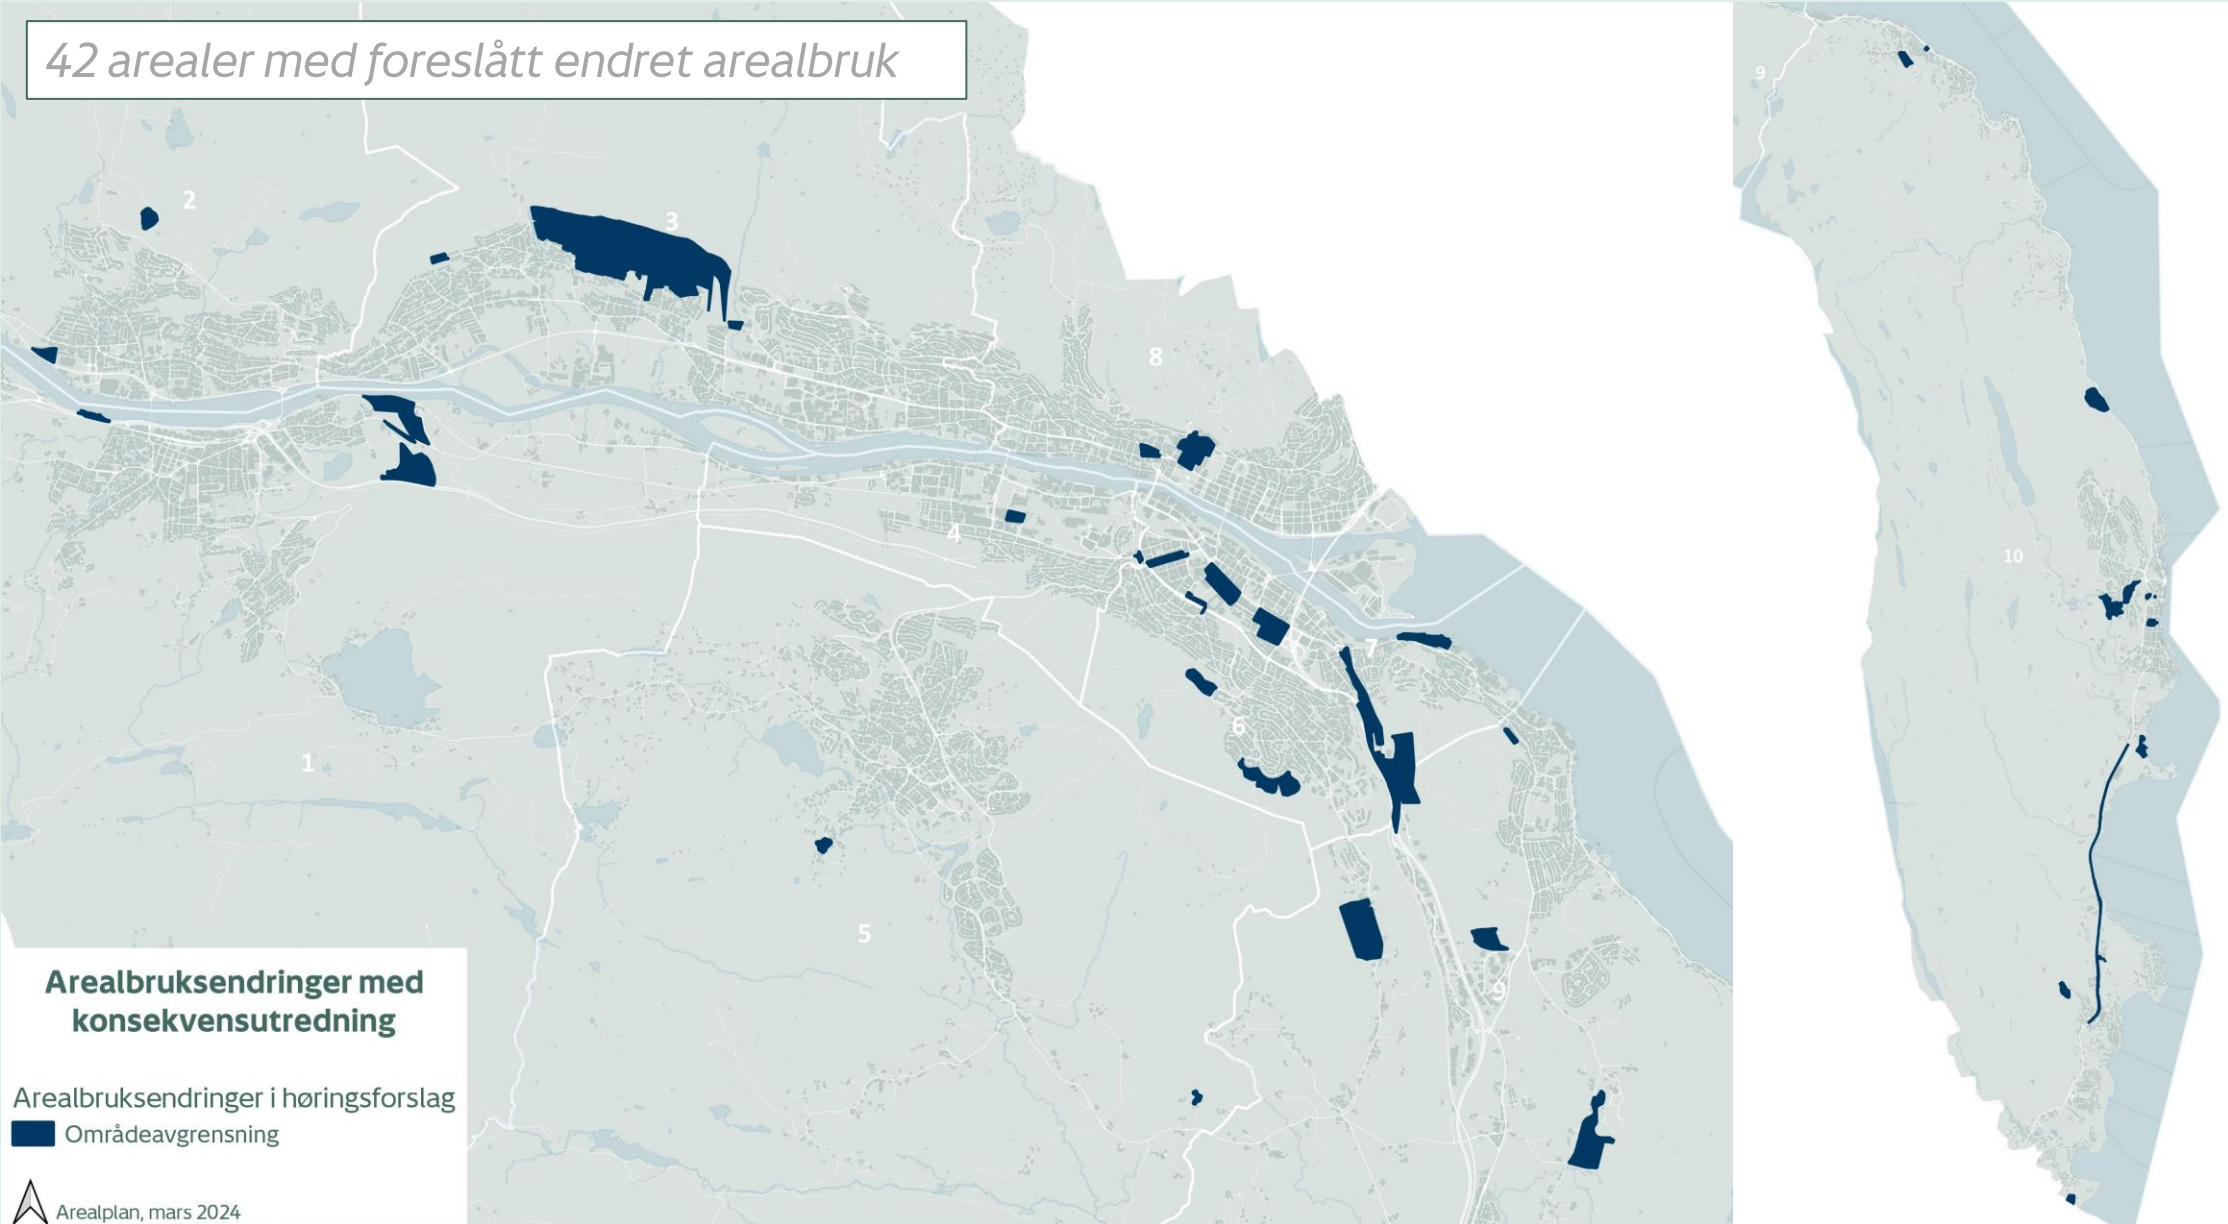 42 arealer med foreslått endret arealbruk
9
2
3
8
4
10
7
6
1
5
9
Arealbruksendringer med
konsekvensutredning
Arealbruksendringer i høringsforslag
Områdeavgrensning
Arealplan, mars 2024